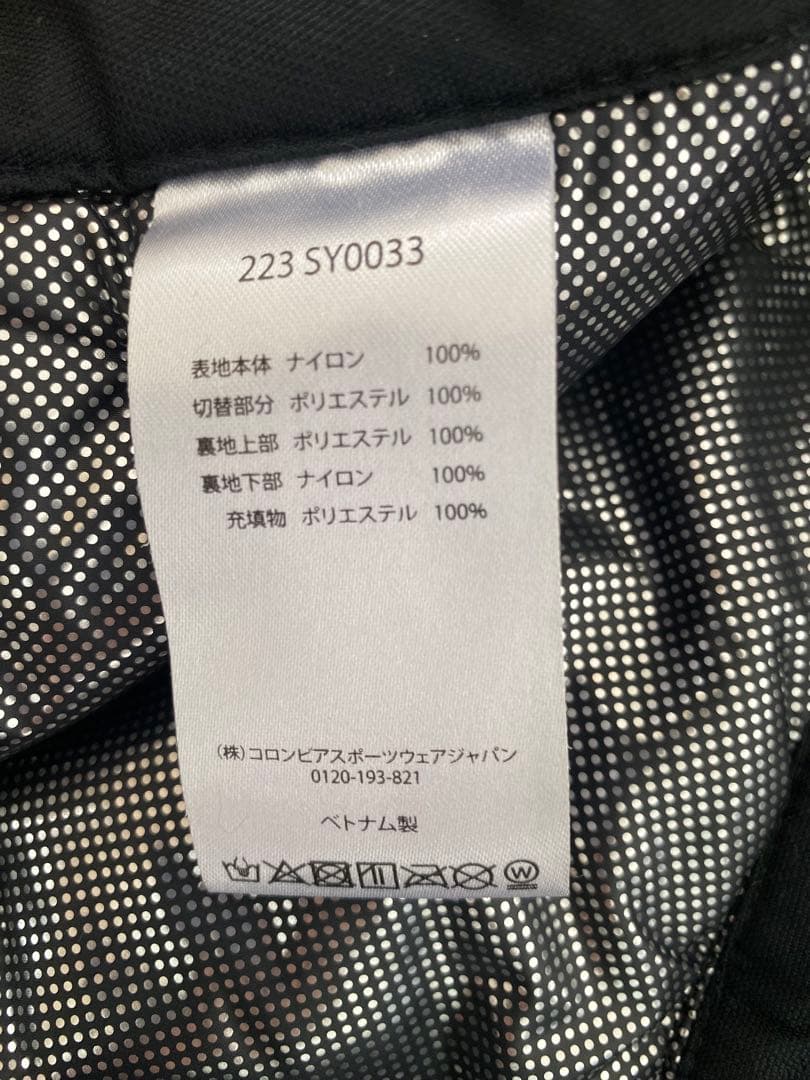 223 SY0033
表地本体 ナイロン 100%
切替部分 ポリエステル 100%
裏地上部 ポリエステル 100%
裏地下部 ナイロン 100%
充填物 ポリエステル 100%
(株)コロンビアスポーツウェアジャパン
0120-193-821
ベトナム製
W